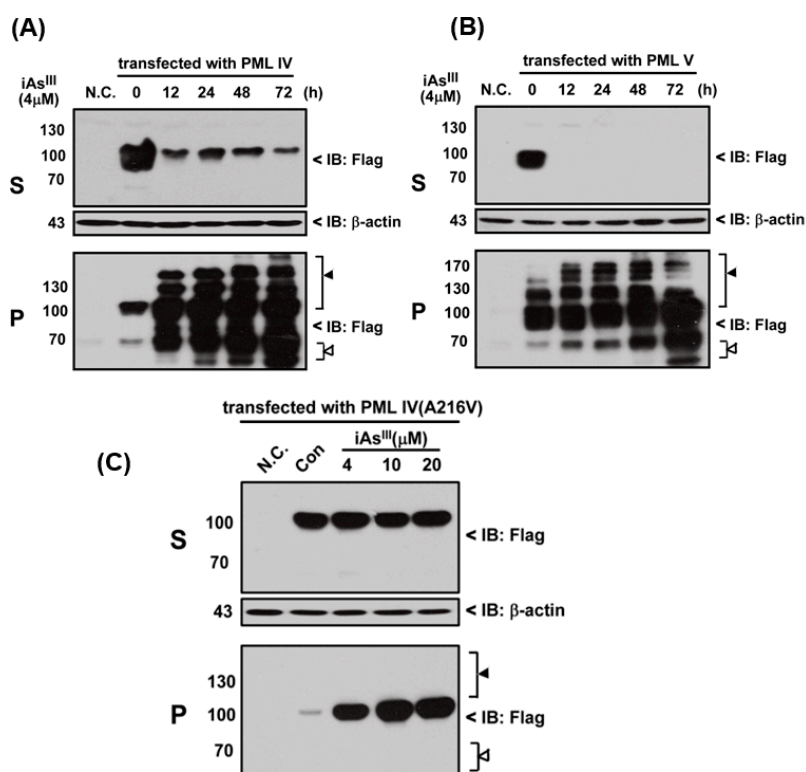 (A)
transfected with PML IV
iAsIII
(4μM)
N.C. 0 12 24 48 72 (h)
130
100
70
S
< IB: Flag
43
< IB: β-actin
130
100
70
P
< IB: Flag
(B)
transfected with PML V
iAsIII
(4μM)
N.C. 0 12 24 48 72 (h)
130
100
70
S
< IB: Flag
43
< IB: β-actin
170
130
100
70
P
< IB: Flag
(C)
transfected with PML IV(A216V)
iAsIII(μM)
N.C. Con 4 10 20
100
70
S
< IB: Flag
43
< IB: β-actin
130
100
70
P
< IB: Flag